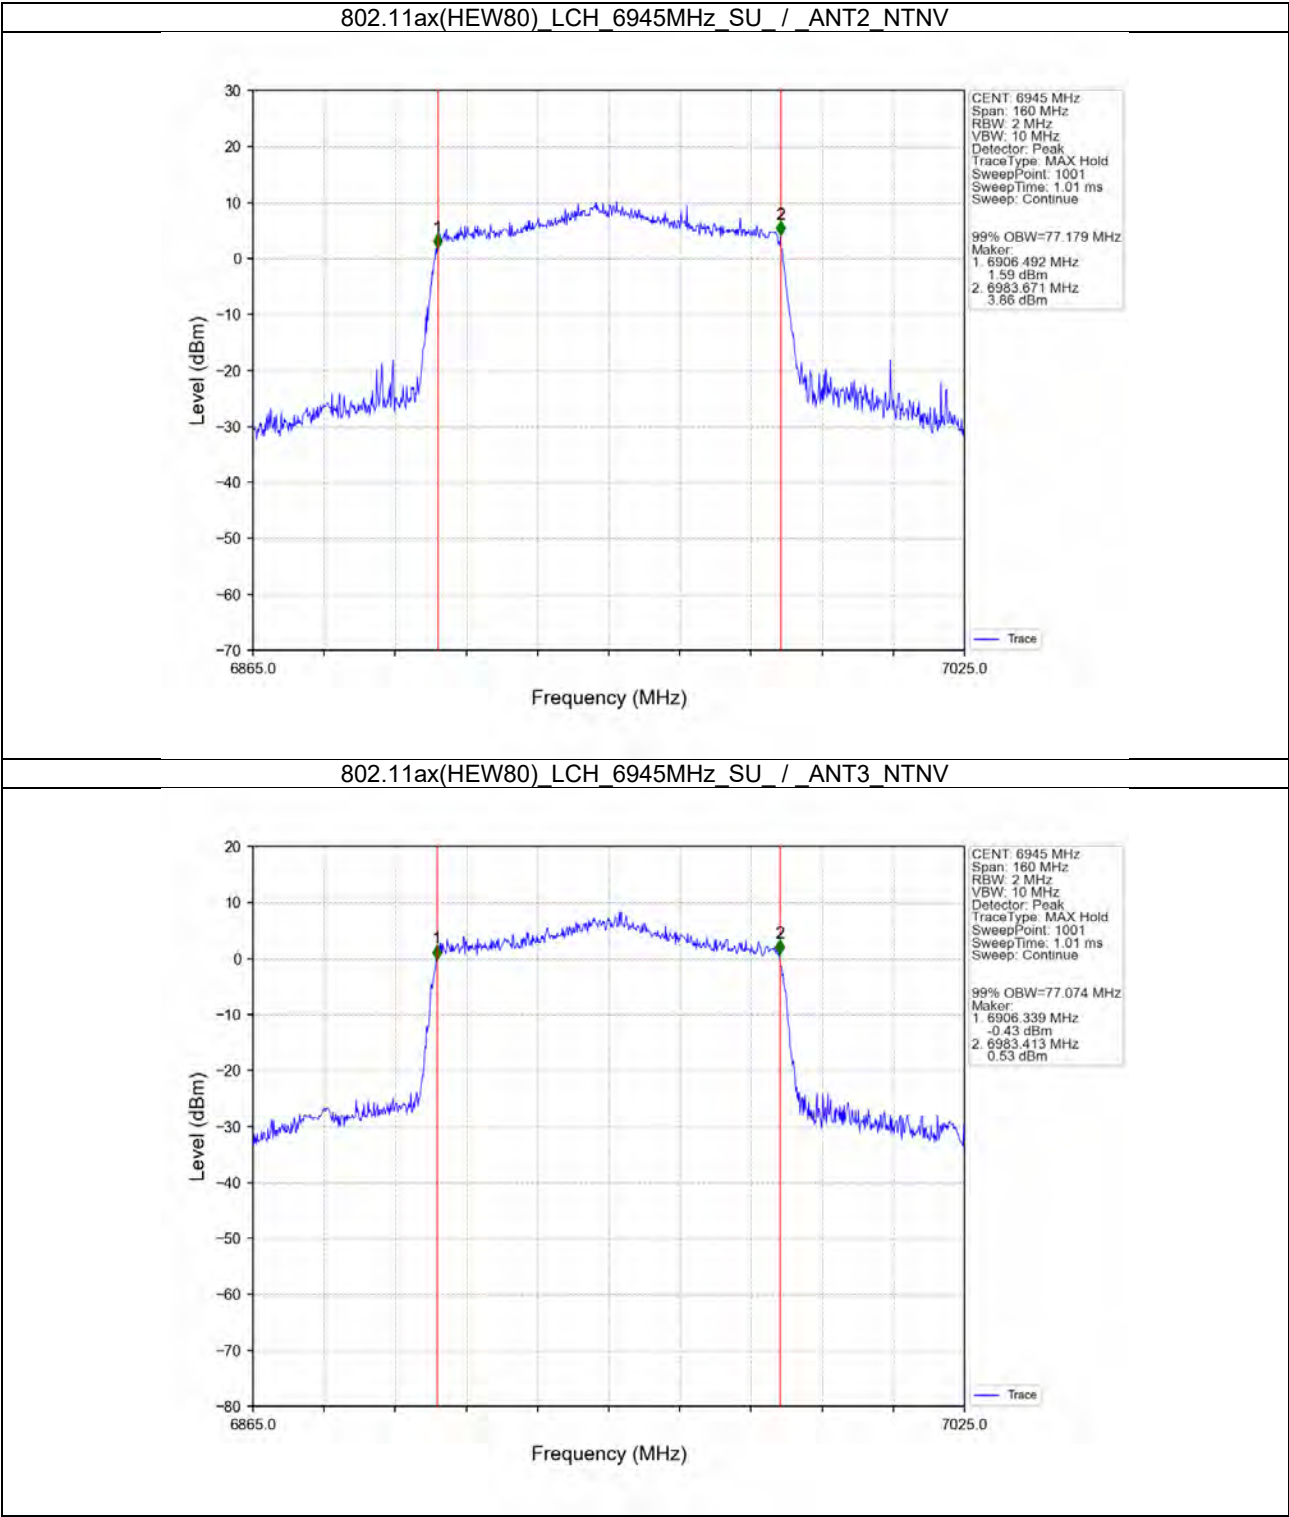 802.11ax(HEW80)_LCH_6945MHz_SU_ / _ANT2_NTNV
30
20
10
0
−10
−20
−30
−40
−50
−60
−70
Level (dBm)
1
2
6865.0
7025.0
Frequency (MHz)
CENT: 6945 MHz
Span: 160 MHz
RBW: 2 MHz
VBW: 10 MHz
Detector: Peak
TraceType: MAX Hold
SweepPoint: 1001
SweepTime: 1.01 ms
Sweep: Continue
99% OBW=77.179 MHz
Maker:
1. 6906.492 MHz
1.59 dBm
2. 6983.671 MHz
3.86 dBm
Trace
802.11ax(HEW80)_LCH_6945MHz_SU_ / _ANT3_NTNV
20
10
0
−10
−20
−30
−40
−50
−60
−70
−80
Level (dBm)
1
2
6865.0
7025.0
Frequency (MHz)
CENT: 6945 MHz
Span: 160 MHz
RBW: 2 MHz
VBW: 10 MHz
Detector: Peak
TraceType: MAX Hold
SweepPoint: 1001
SweepTime: 1.01 ms
Sweep: Continue
99% OBW=77.074 MHz
Maker:
1. 6906.339 MHz
-0.43 dBm
2. 6983.413 MHz
0.53 dBm
Trace